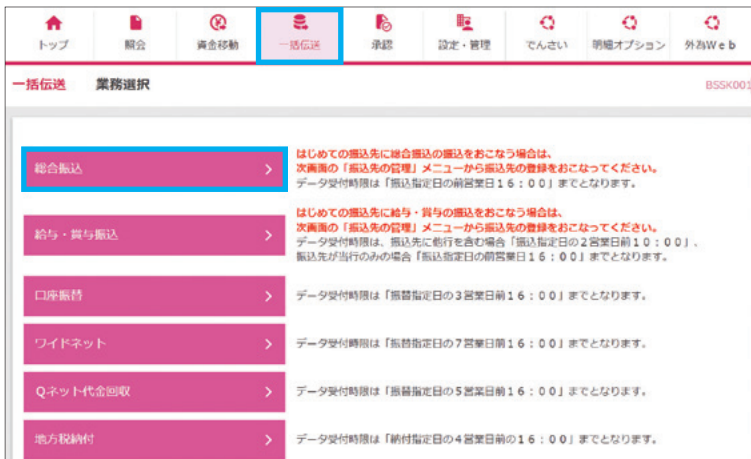 トップ
照会
資金移動
一括伝送
承認
設定・管理
でんさい
明細オプション
外為Ｗｅｂ
一括伝送 業務選択
BSSK001
総合振込
はじめての振込先に総合振込の振込をおこなう場合は、
次画面の「振込先の管理」メニューから振込先の登録をおこなってください。
データ受付時限は「振込指定日の前営業日１６：００」までとなります。
給与・賞与振込
はじめての振込先に給与・賞与の振込をおこなう場合は、
次画面の「振込先の管理」メニューから振込先の登録をおこなってください。
データ受付時限は、振込先に他行を含む場合「振込指定日の２営業日前１０：００」、
振込先が当行のみの場合「振込指定日の前営業日１６：００」までとなります。
口座振替
データ受付時限は「振替指定日の３営業日前１６：００」までとなります。
ワイドネット
データ受付時限は「振替指定日の７営業日前１６：００」までとなります。
Ｑネット代金回収
データ受付時限は「振替指定日の５営業日前１６：００」までとなります。
地方税納付
データ受付時限は「納付指定日の４営業日前の１６：００」までとなります。